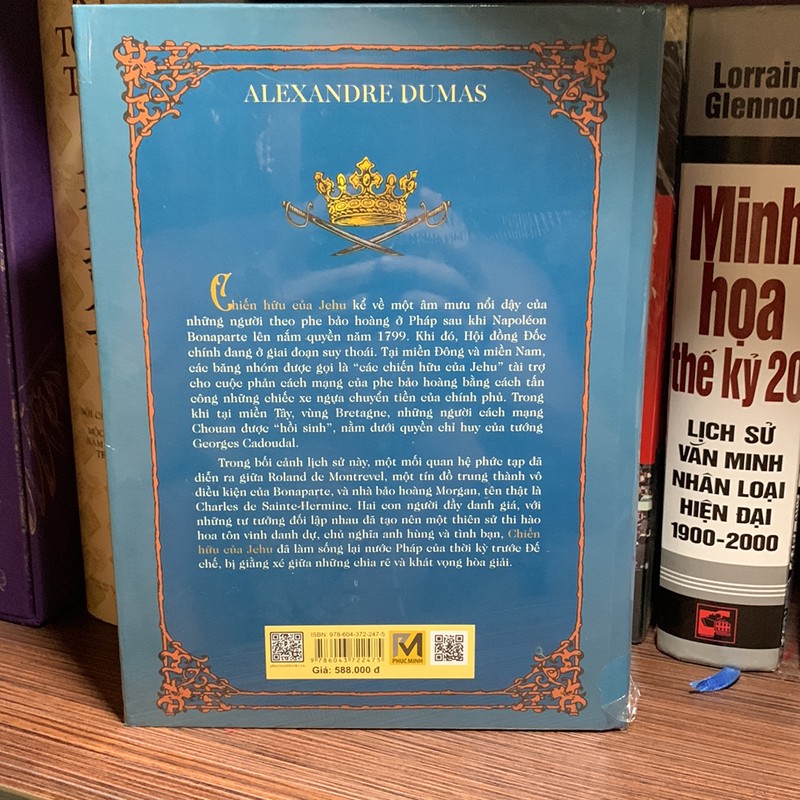 ALEXANDRE DUMAS
Chiến hữu của Jehu kể về một âm mưu nổi dậy của
những người theo phe bảo hoàng ở Pháp sau khi Napoléon
Bonaparte lên nắm quyền năm 1799. Khi đó, Hội đồng Đốc
chính đang ở giai đoạn suy thoái. Tại miền Đông và miền Nam,
các băng nhóm được gọi là “các chiến hữu của Jehu” tài trợ
cho cuộc phản cách mạng của phe bảo hoàng bằng cách tấn
công những chiếc xe ngựa chuyển tiền của chính phủ. Trong
khi tại miền Tây, vùng Bretagne, những người cách mạng
Chouan được “hồi sinh”, nằm dưới quyền chỉ huy của tướng
Georges Cadoudal.
Trong bối cảnh lịch sử này, một mối quan hệ phức tạp đã
diễn ra giữa Roland de Montrevel, một tín đồ trung thành vô
điều kiện của Bonaparte, và nhà bảo hoàng Morgan, tên thật là
Charles de Sainte-Hermine. Hai con người đầy danh giá, với
những tư tưởng đối lập nhau đã tạo nên một thiên sử thi hào
hoa tôn vinh danh dự, chủ nghĩa anh hùng và tình bạn, Chiến
hữu của Jehu đã làm sống lại nước Pháp của thời kỳ trước Đế
chế, bị giằng xé giữa những chia rẽ và khát vọng hòa giải.
ISBN: 978-604-372-247-5
9 786043 722475
Giá: 588.000 đ
PHUCMINH
Lorrain
Glennon
Minh
họa
thế kỷ 20
LỊCH SỬ
VĂN MINH
NHÂN LOẠI
HIỆN ĐẠI
1900-2000